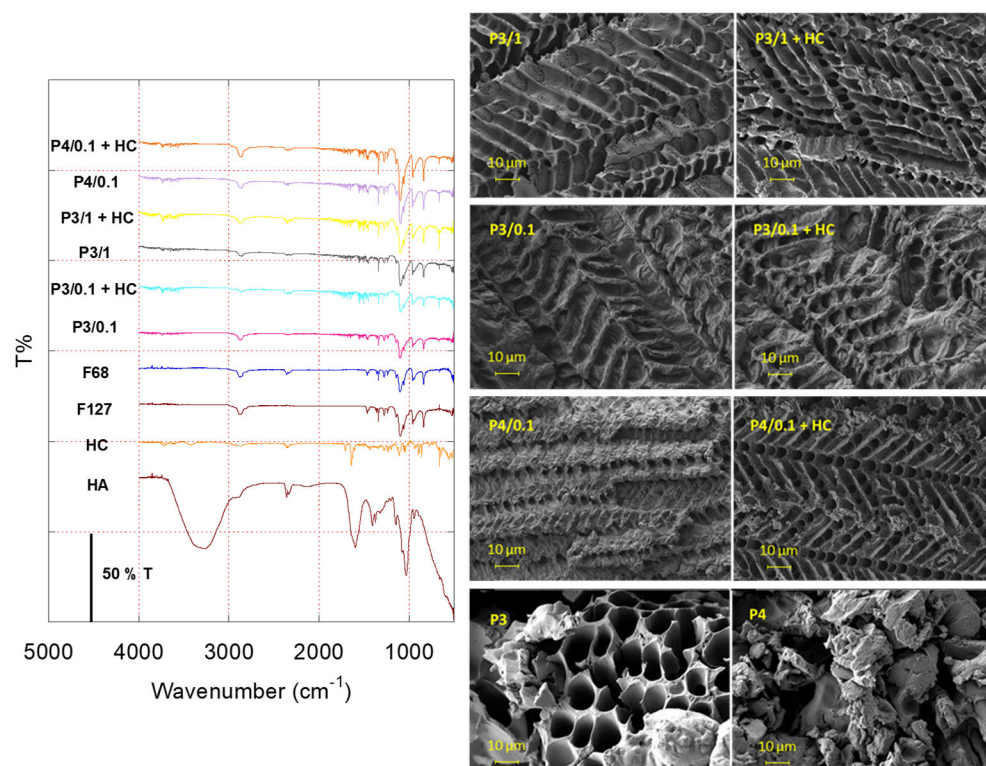 T%
P4/0.1 + HC
P4/0.1
P3/1 + HC
P3/1
P3/0.1 + HC
P3/0.1
F68
F127
HC
HA
50 % T
5000 4000 3000 2000 1000
Wavenumber (cm⁻¹)
P3/1
10 µm
P3/1 + HC
10 µm
P3/0.1
10 µm
P3/0.1 + HC
10 µm
P4/0.1
10 µm
P4/0.1 + HC
10 µm
P3
10 µm
P4
10 µm